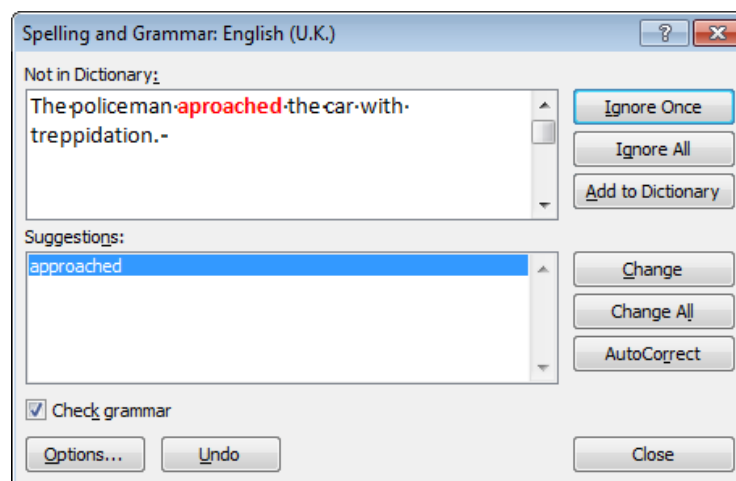 Spelling and Grammar: English (U.K.)
Not in Dictionary:
The policeman aproached the car with
treppidation.-
Ignore Once
Ignore All
Add to Dictionary
Suggestions:
approached
Change
Change All
AutoCorrect
Check grammar
Options...
Undo
Close